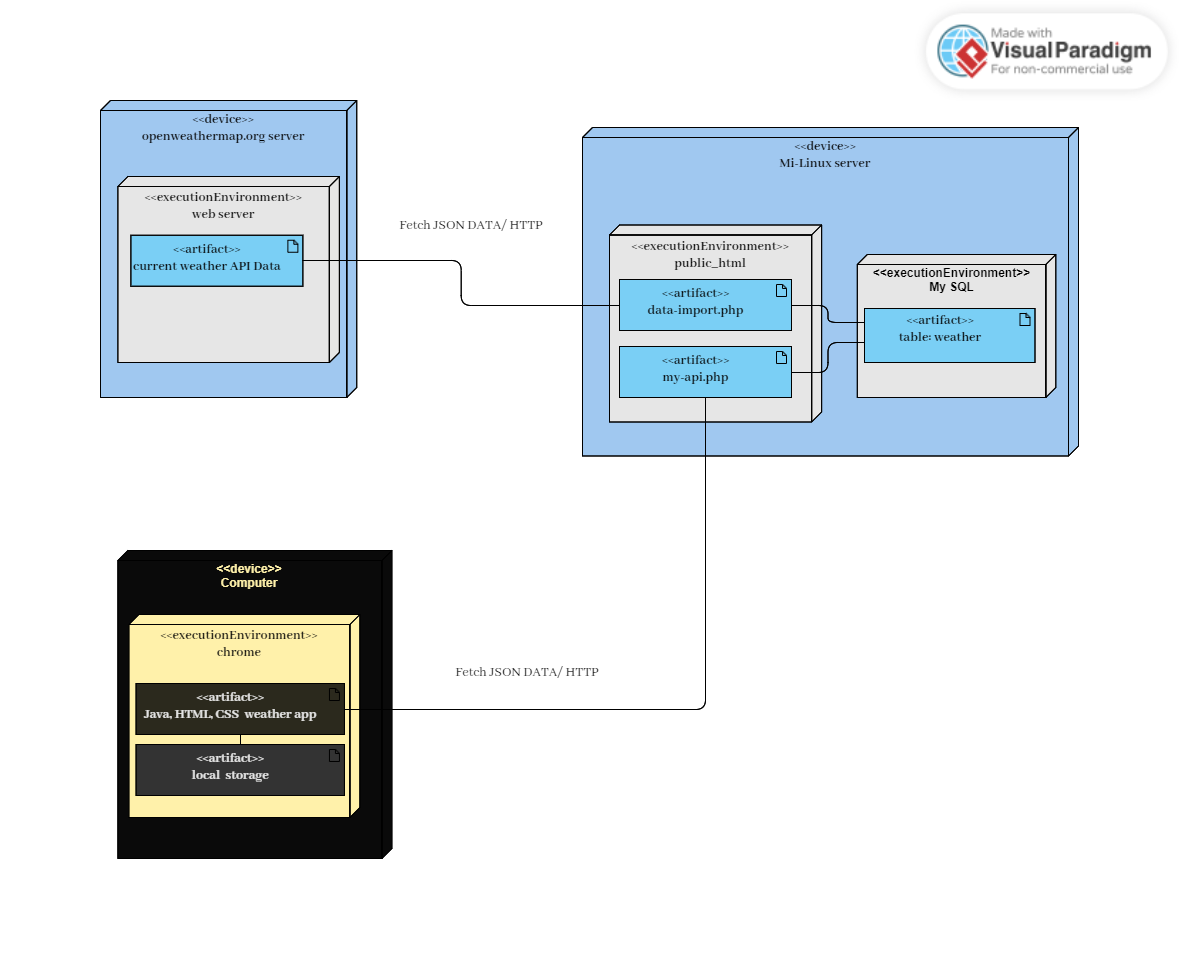 Made with
Visual Paradigm
For non-commercial use
<<device>>
openweathermap.org server
<<executionEnvironment>>
web server
<<artifact>>
current weather API Data
Fetch JSON DATA/ HTTP
<<device>>
Mi-Linux server
<<executionEnvironment>>
public_html
<<artifact>>
data-import.php
<<artifact>>
my-api.php
<<executionEnvironment>>
My SQL
<<artifact>>
table: weather
<<device>>
Computer
<<executionEnvironment>>
chrome
<<artifact>>
Java, HTML, CSS weather app
<<artifact>>
local storage
Fetch JSON DATA/ HTTP